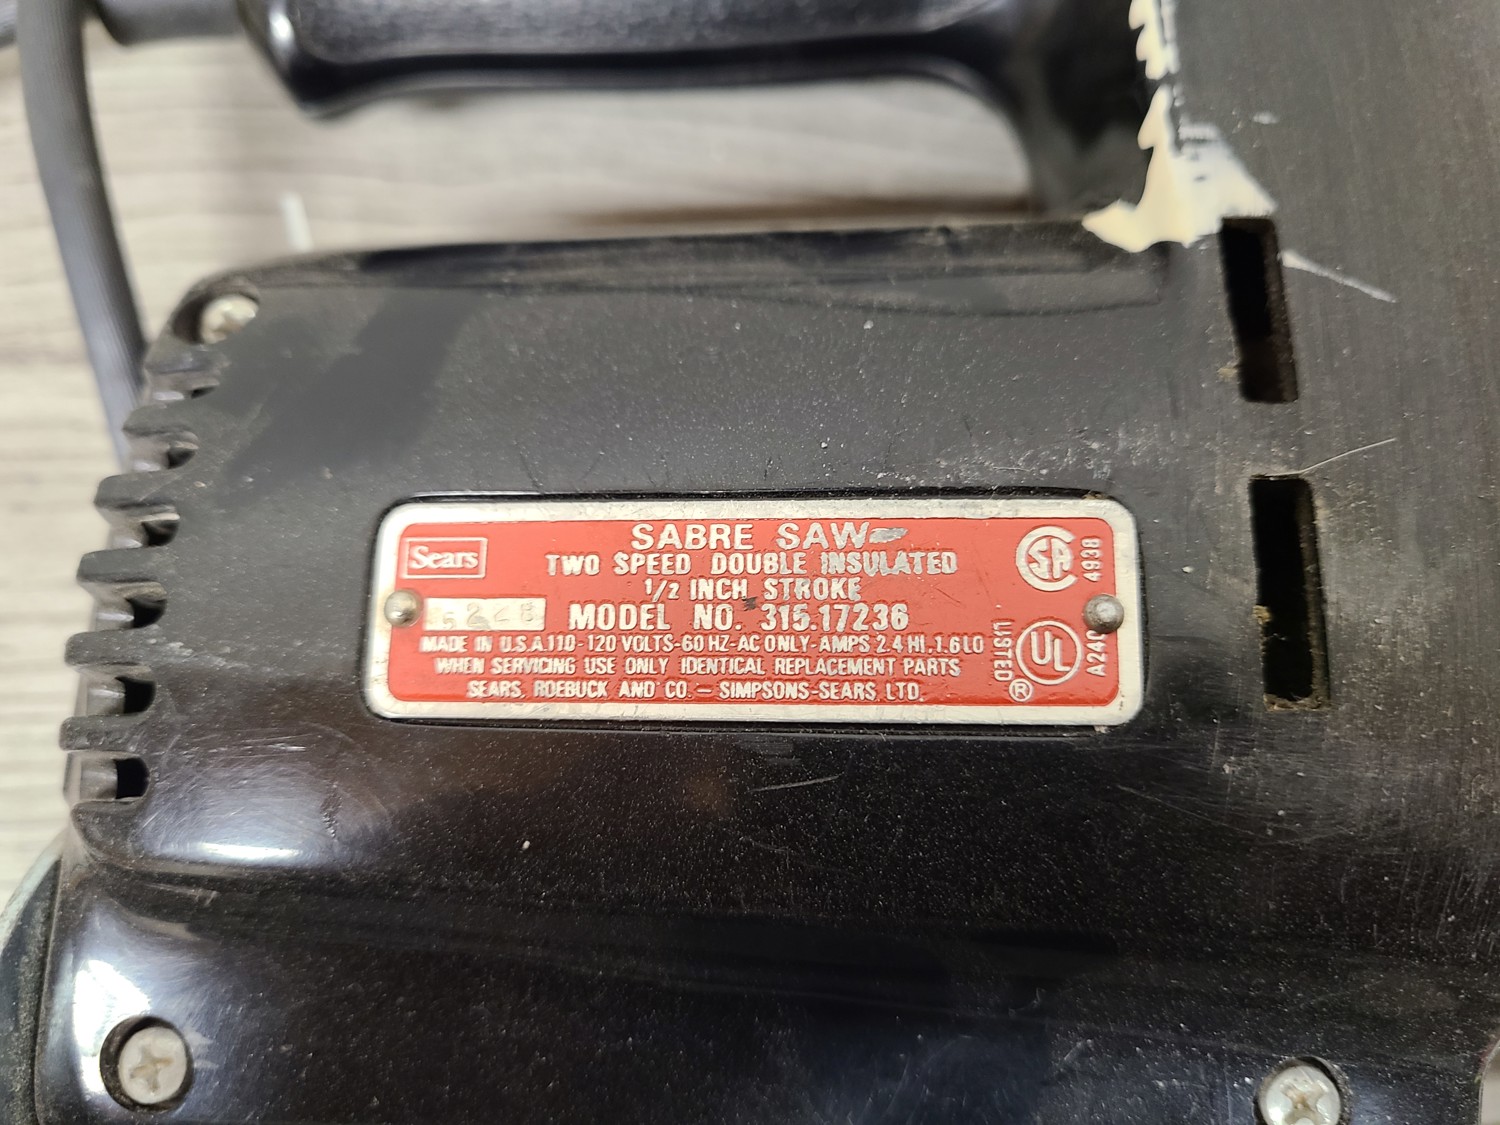 Sears
SABRE SAW
TWO SPEED DOUBLE INSULATED
1/2 INCH STROKE
MODEL NO. 315.17236
MADE IN U.S.A. 110-120 VOLTS-60 HZ-AC ONLY-AMPS 2.4 HI, 1.6 LO
WHEN SERVICING USE ONLY IDENTICAL REPLACEMENT PARTS
SEARS, ROEBUCK AND CO. - SIMPSONS-SEARS, LTD.
SA
4938
LISTED
UL
®